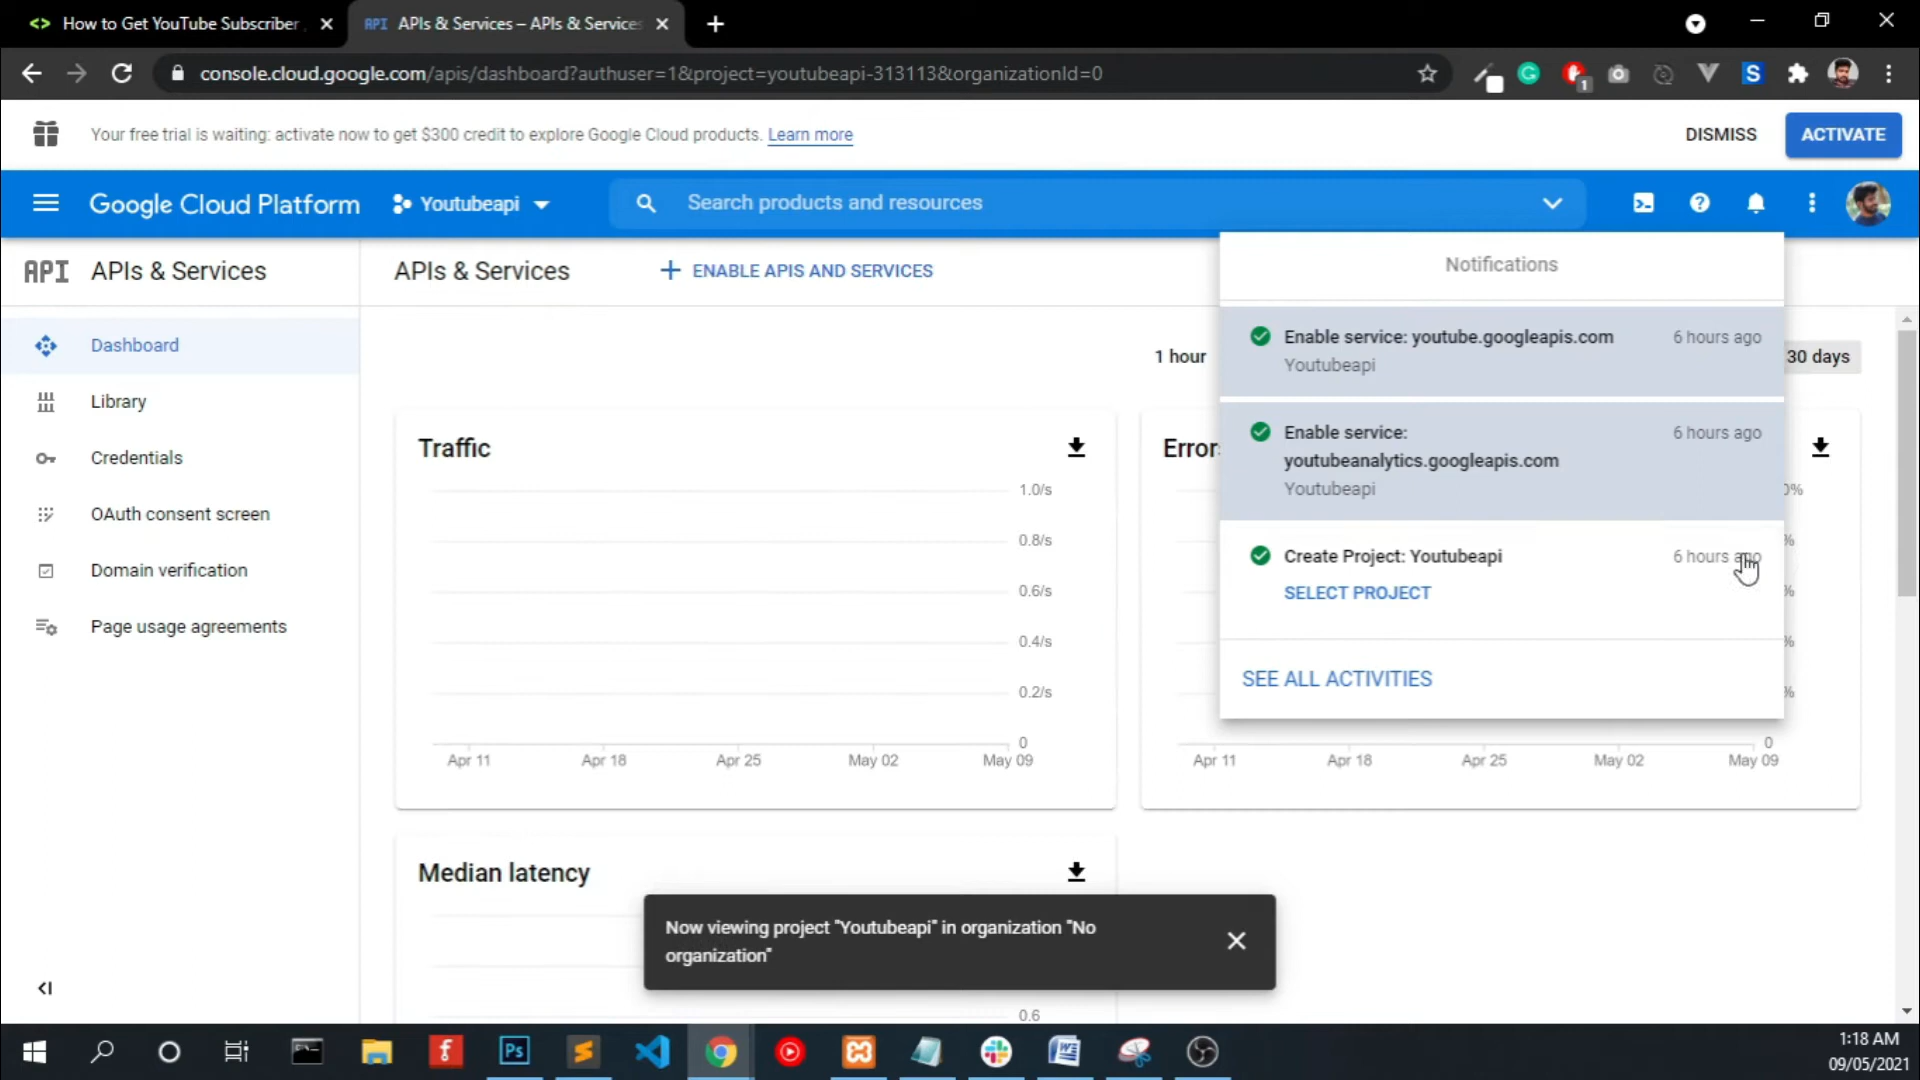 How to Get YouTube Subscriber
API APIs & Services – APIs & Services
console.cloud.google.com/apis/dashboard?authuser=1&project=youtubeapi-313113&organizationId=0
1
S
Your free trial is waiting: activate now to get $300 credit to explore Google Cloud products. Learn more
DISMISS
ACTIVATE
Google Cloud Platform
Youtubeapi
Search products and resources
API APIs & Services
APIs & Services
ENABLE APIS AND SERVICES
Dashboard
Library
Credentials
OAuth consent screen
Domain verification
Page usage agreements
1 hour
30 days
Notifications
Enable service: youtube.googleapis.com
6 hours ago
Youtubeapi
Enable service:
6 hours ago
youtubeanalytics.googleapis.com
Youtubeapi
Create Project: Youtubeapi
6 hours ago
SELECT PROJECT
SEE ALL ACTIVITIES
Traffic
1.0/s
0.8/s
0.6/s
0.4/s
0.2/s
0
Apr 11
Apr 18
Apr 25
May 02
May 09
0
Apr 11
Apr 18
Apr 25
May 02
May 09
Median latency
0.6
Now viewing project "Youtubeapi" in organization "No
organization"
Ps
1:18 AM
09/05/2021